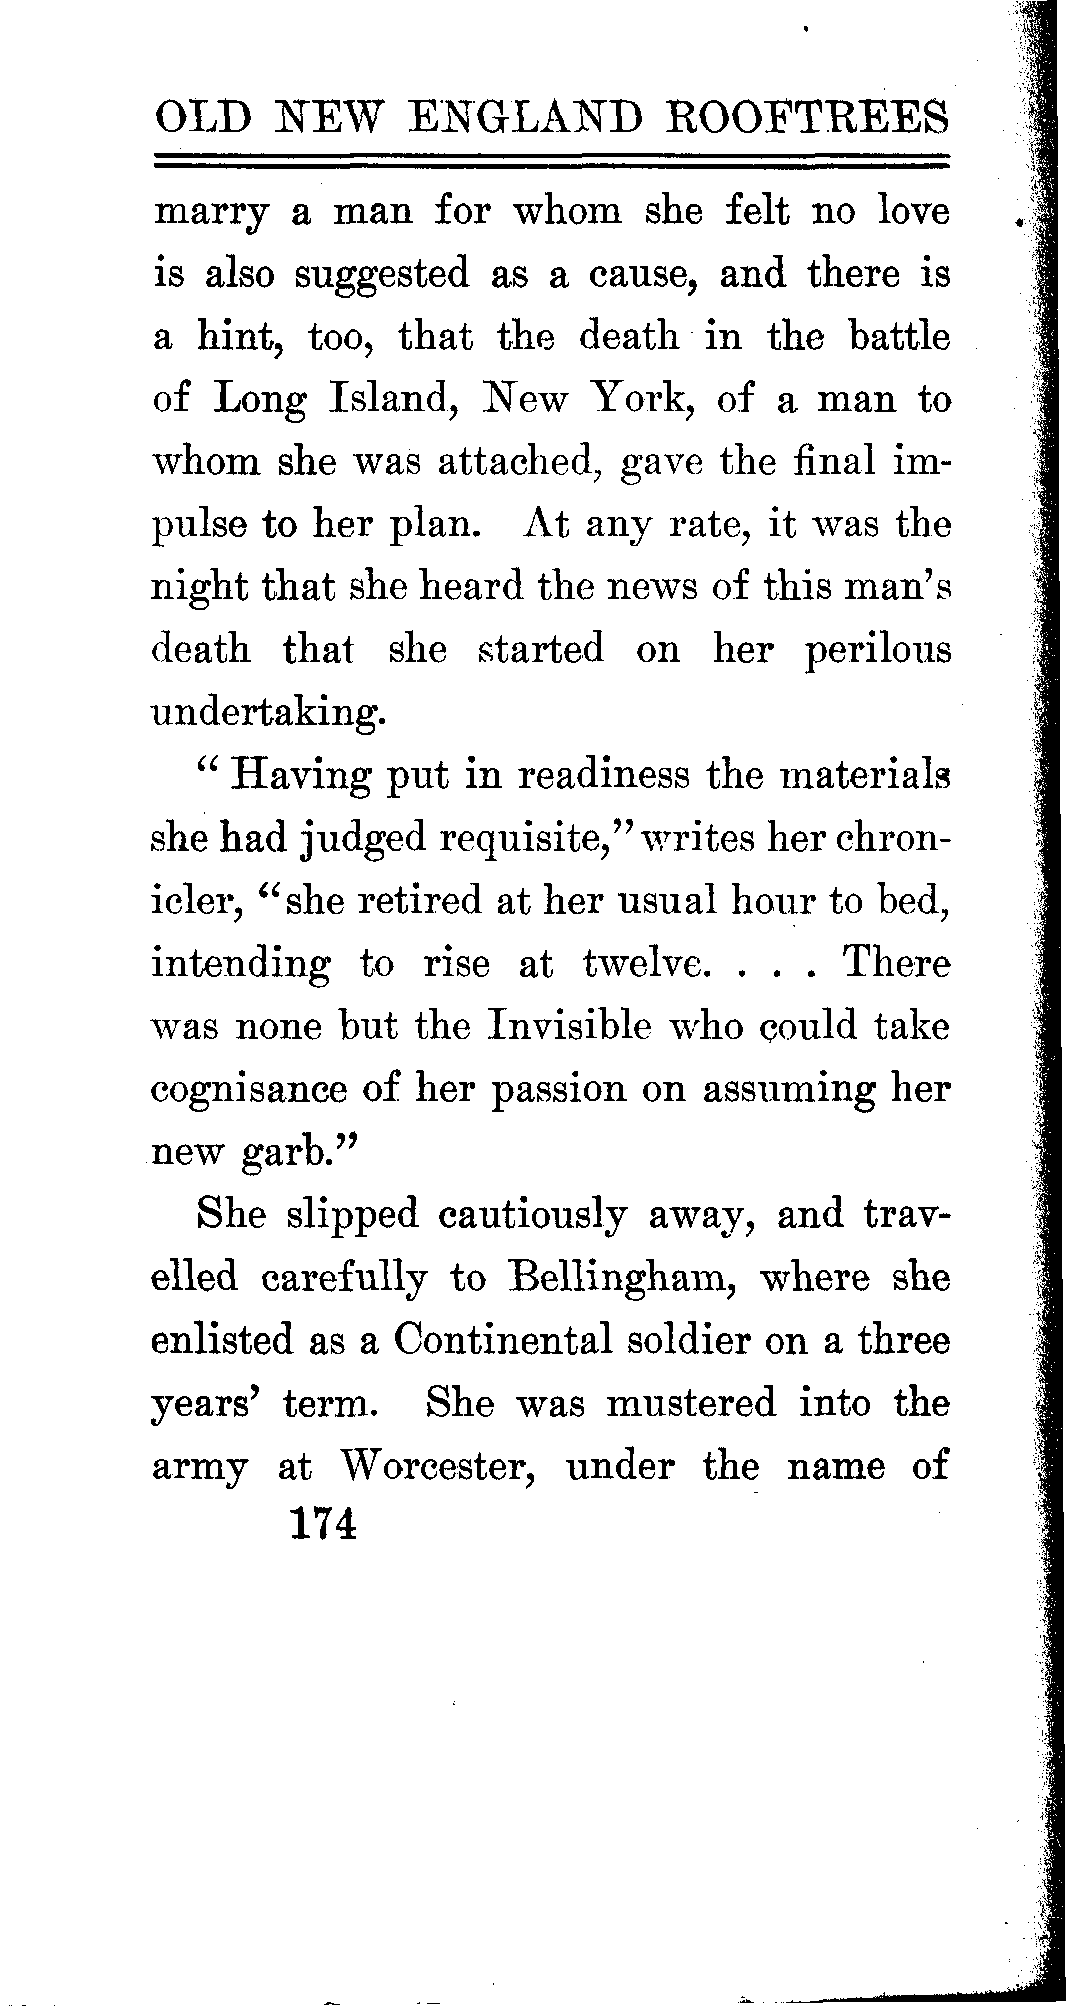 OLD NEW ENGLAND ROOFTREES
marry a man for whom she felt no love
is also suggested as a cause, and there is
a hint, too, that the death in the battle
of Long Island, New York, of a man to
whom she was attached, gave the final im-
pulse to her plan. At any rate, it was the
night that she heard the news of this man's
death that she started on her perilous
undertaking.
“Having put in readiness the materials
she had judged requisite,” writes her chron-
icler, “she retired at her usual hour to bed,
intending to rise at twelve. . . . There
was none but the Invisible who could take
cognisance of her passion on assuming her
new garb.”
She slipped cautiously away, and trav-
elled carefully to Bellingham, where she
enlisted as a Continental soldier on a three
years' term. She was mustered into the
army at Worcester, under the name of
174